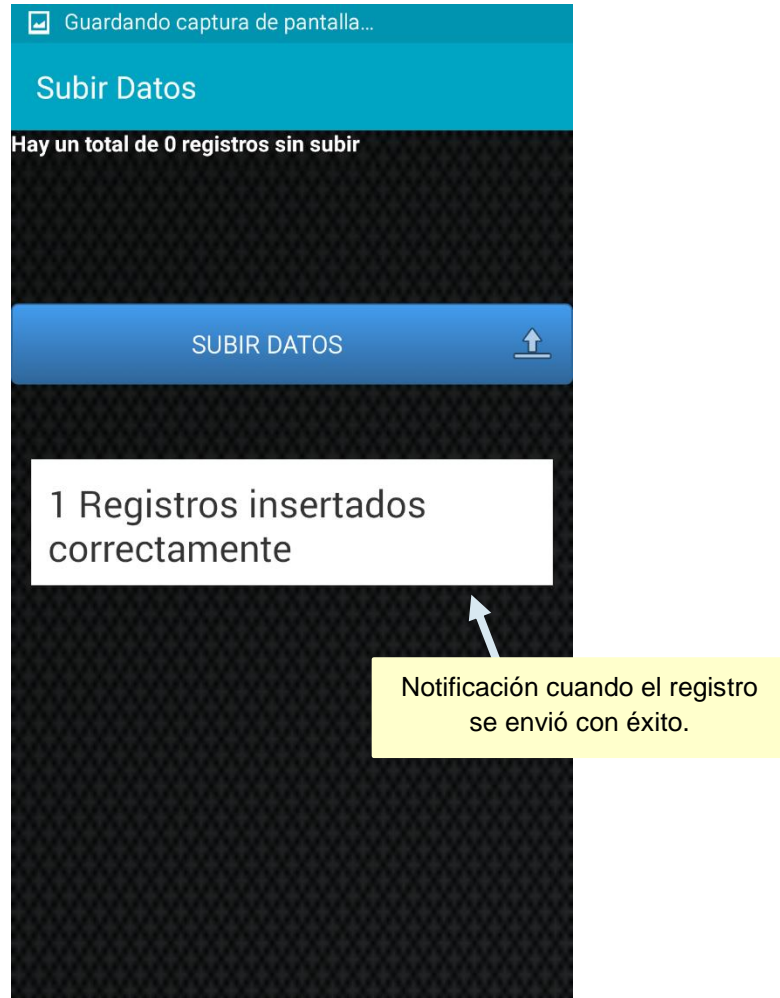 Guardando captura de pantalla...
Subir Datos
Hay un total de 0 registros sin subir
SUBIR DATOS
1 Registros insertados
correctamente
Notificación cuando el registro
se envió con éxito.